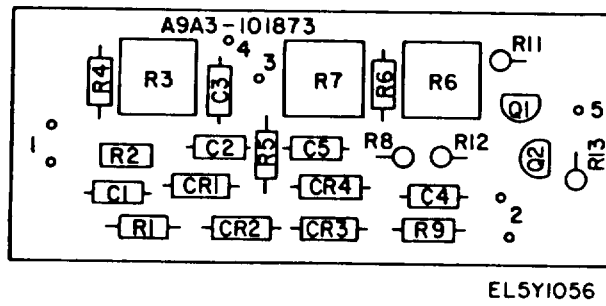 A9A3-101873
R4
R3
C3
4
3
R7
R6
R6
R11
Q1
5
1
R2
C2
R5
C5
R8
R12
Q2
R13
C1
CR1
CR4
C4
2
R1
CR2
CR3
R9
EL5Y1056